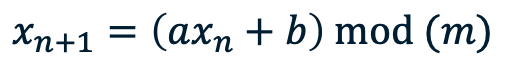 xₙ₊₁ = (axₙ + b) mod (m)